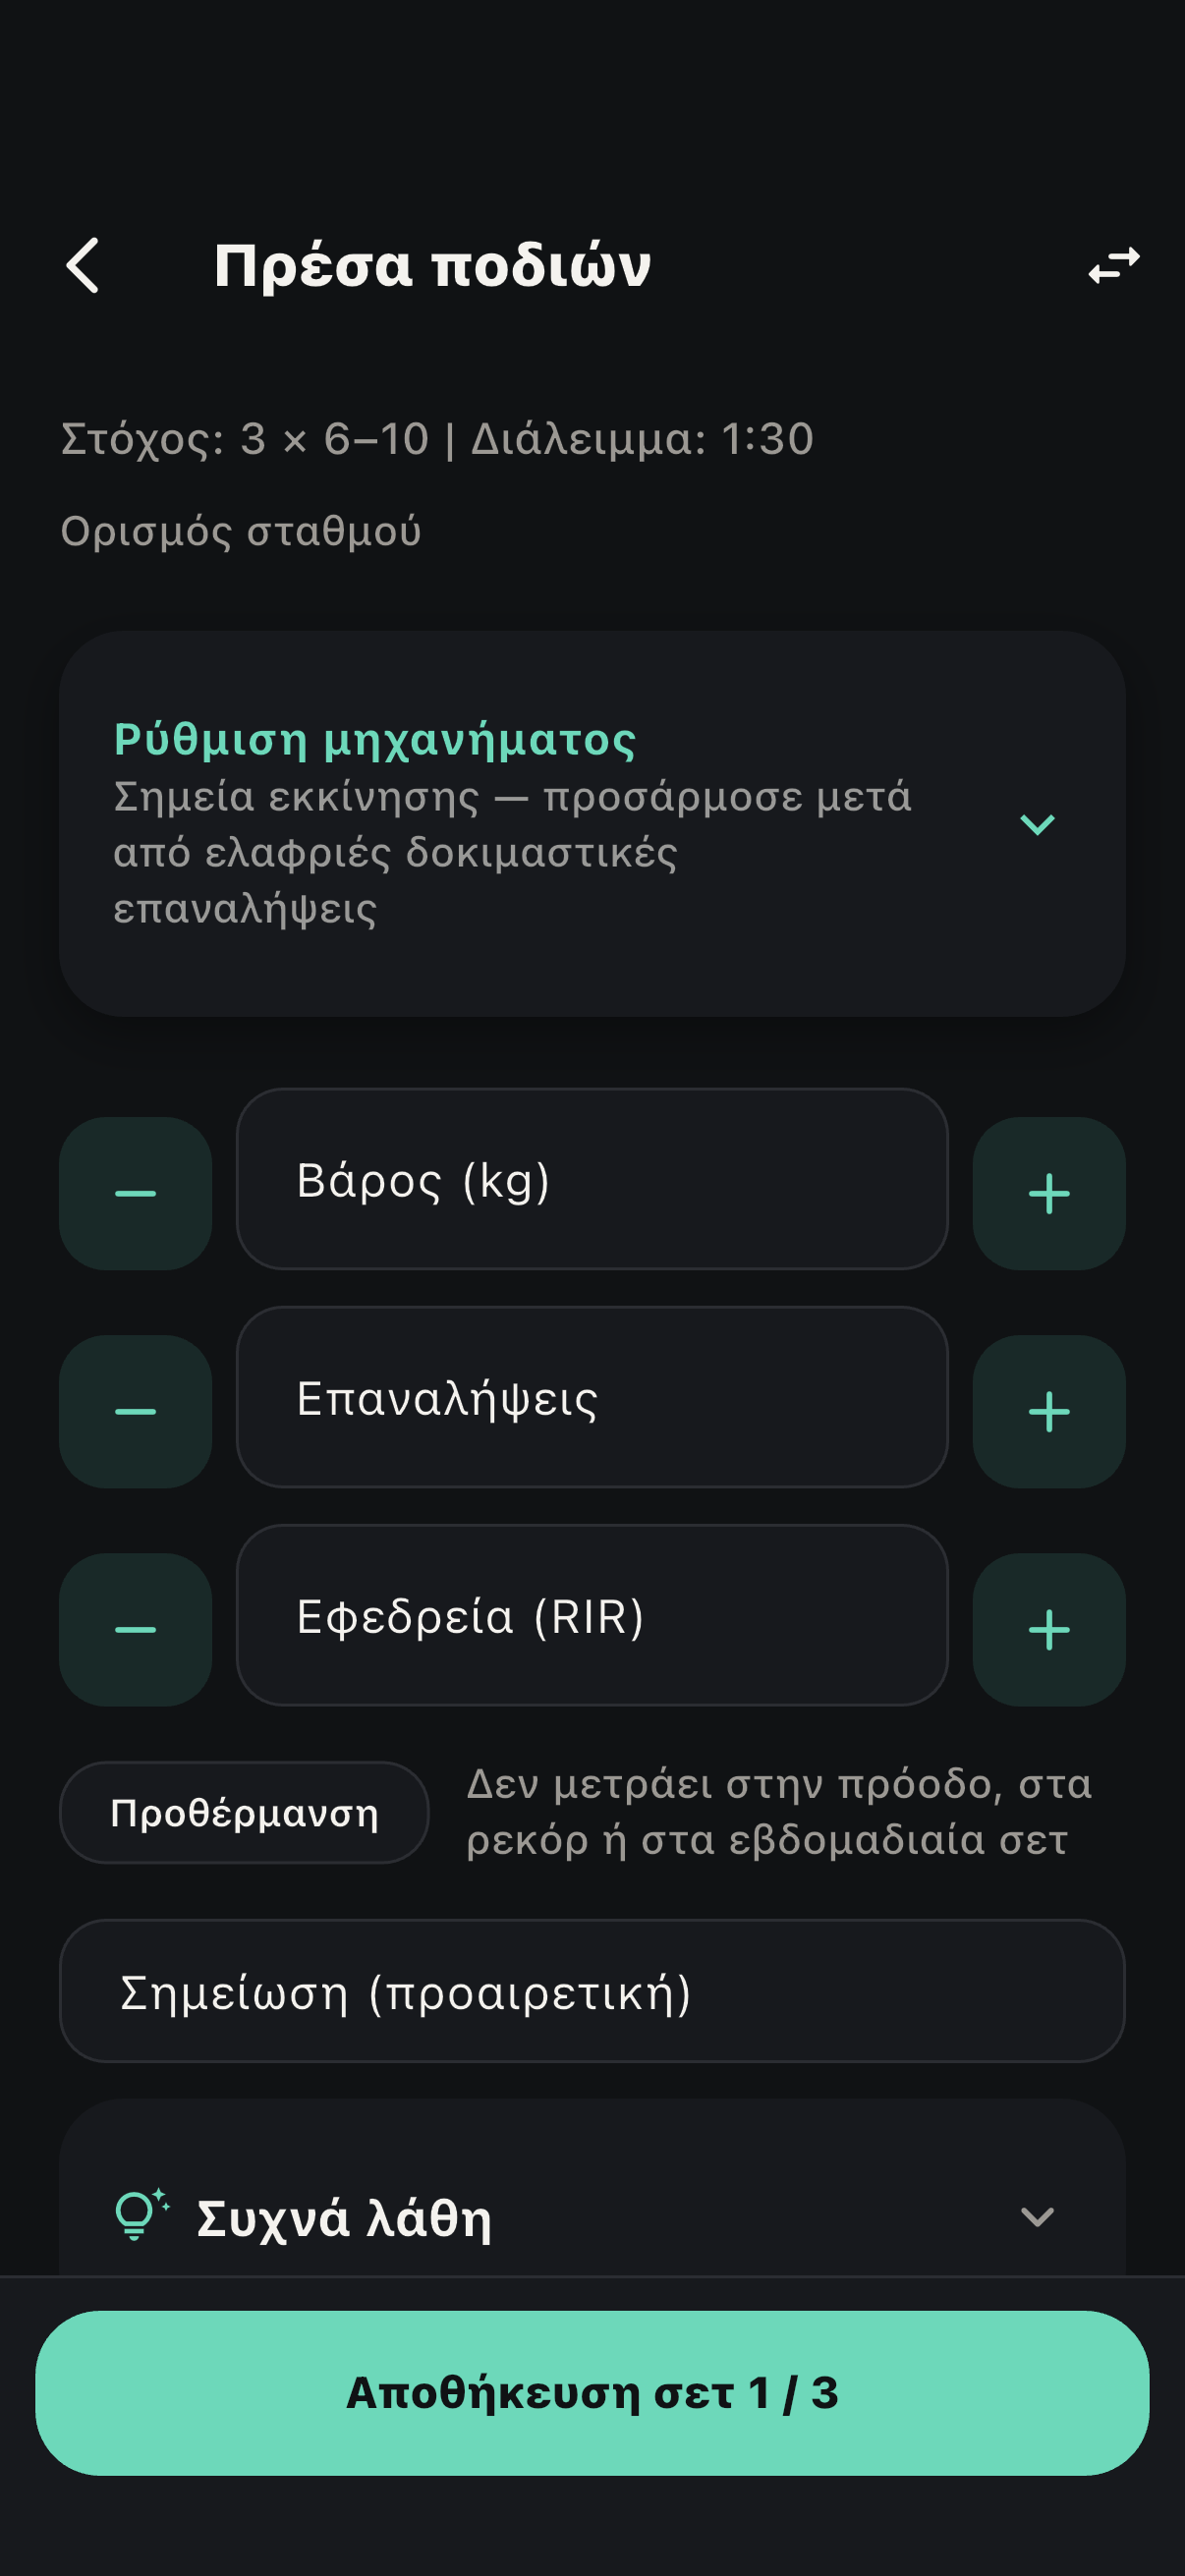 Πρέσα ποδιών
Στόχος: 3 × 6–10 | Διάλειμμα: 1:30
Ορισμός σταθμού
Ρύθμιση μηχανήματος
Σημεία εκκίνησης — προσάρμοσε μετά
από ελαφριές δοκιμαστικές
επαναλήψεις
Βάρος (kg)
Επαναλήψεις
Εφεδρεία (RIR)
Προθέρμανση
Δεν μετράει στην πρόοδο, στα
ρεκόρ ή στα εβδομαδιαία σετ
Σημείωση (προαιρετική)
Συχνά λάθη
Αποθήκευση σετ 1 / 3